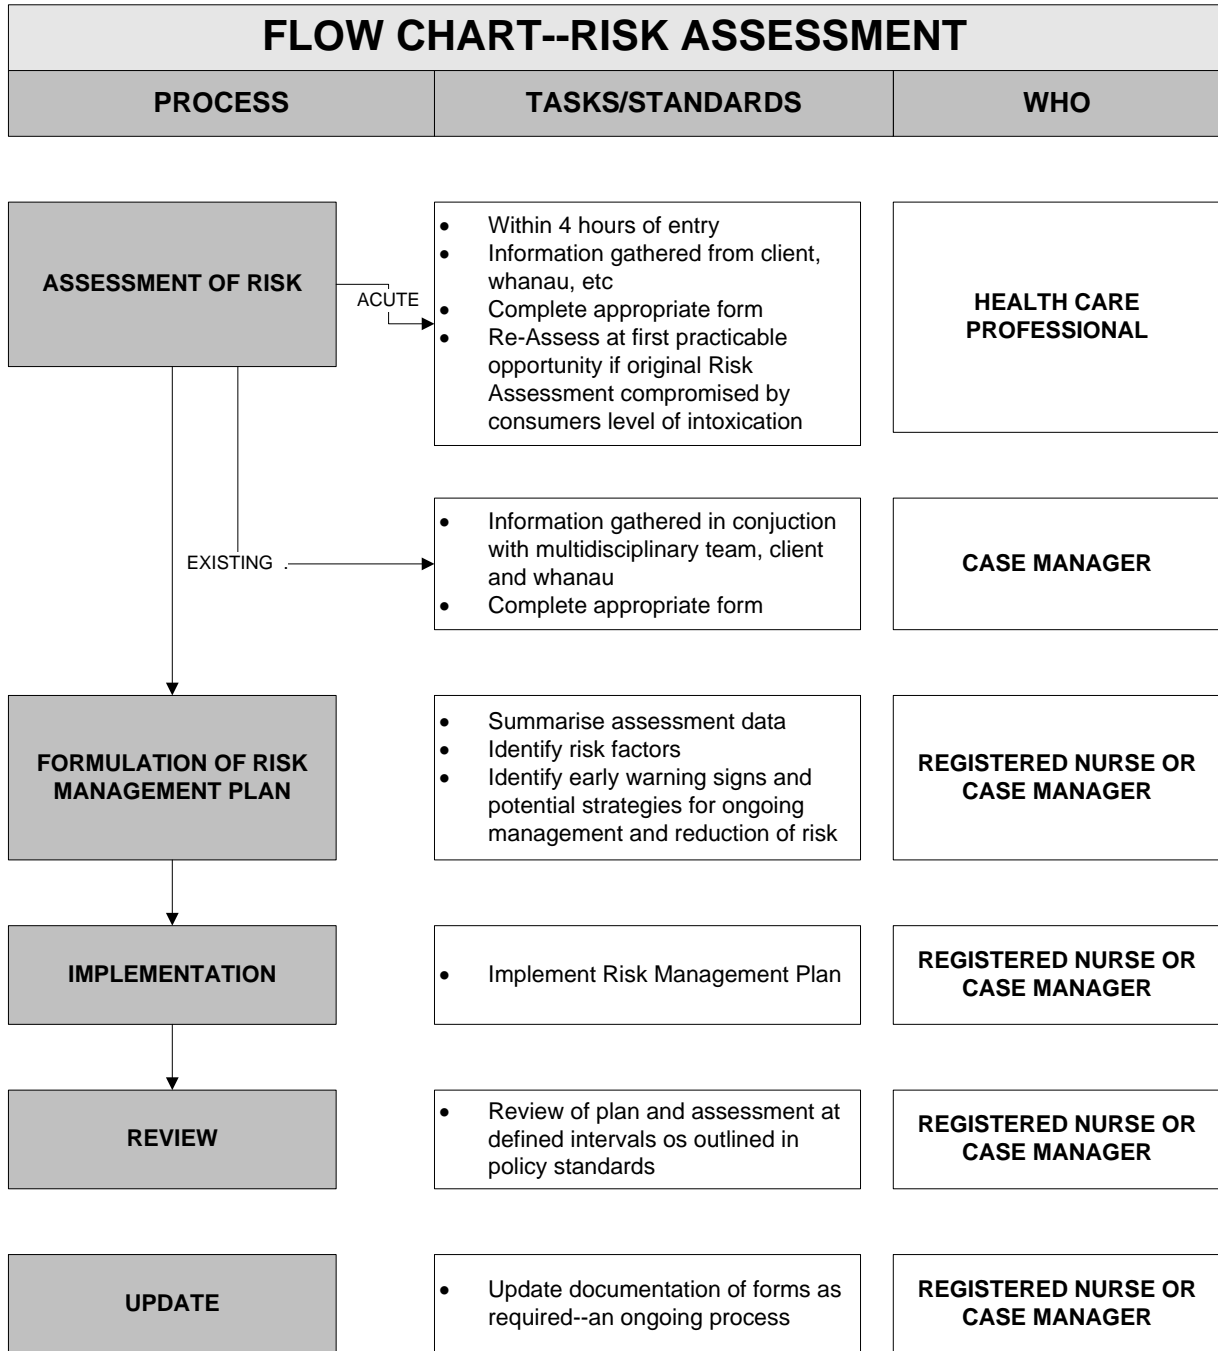 FLOW CHART--RISK ASSESSMENT
PROCESS
TASKS/STANDARDS
WHO
ASSESSMENT OF RISK
ACUTE
• Within 4 hours of entry
• Information gathered from client,
whanau, etc
• Complete appropriate form
• Re-Assess at first practicable
opportunity if original Risk
Assessment compromised by
consumers level of intoxication
HEALTH CARE
PROFESSIONAL
EXISTING .
• Information gathered in conjuction
with multidisciplinary team, client
and whanau
• Complete appropriate form
CASE MANAGER
FORMULATION OF RISK
MANAGEMENT PLAN
• Summarise assessment data
• Identify risk factors
• Identify early warning signs and
potential strategies for ongoing
management and reduction of risk
REGISTERED NURSE OR
CASE MANAGER
IMPLEMENTATION
• Implement Risk Management Plan
REGISTERED NURSE OR
CASE MANAGER
REVIEW
• Review of plan and assessment at
defined intervals os outlined in
policy standards
REGISTERED NURSE OR
CASE MANAGER
UPDATE
• Update documentation of forms as
required--an ongoing process
REGISTERED NURSE OR
CASE MANAGER